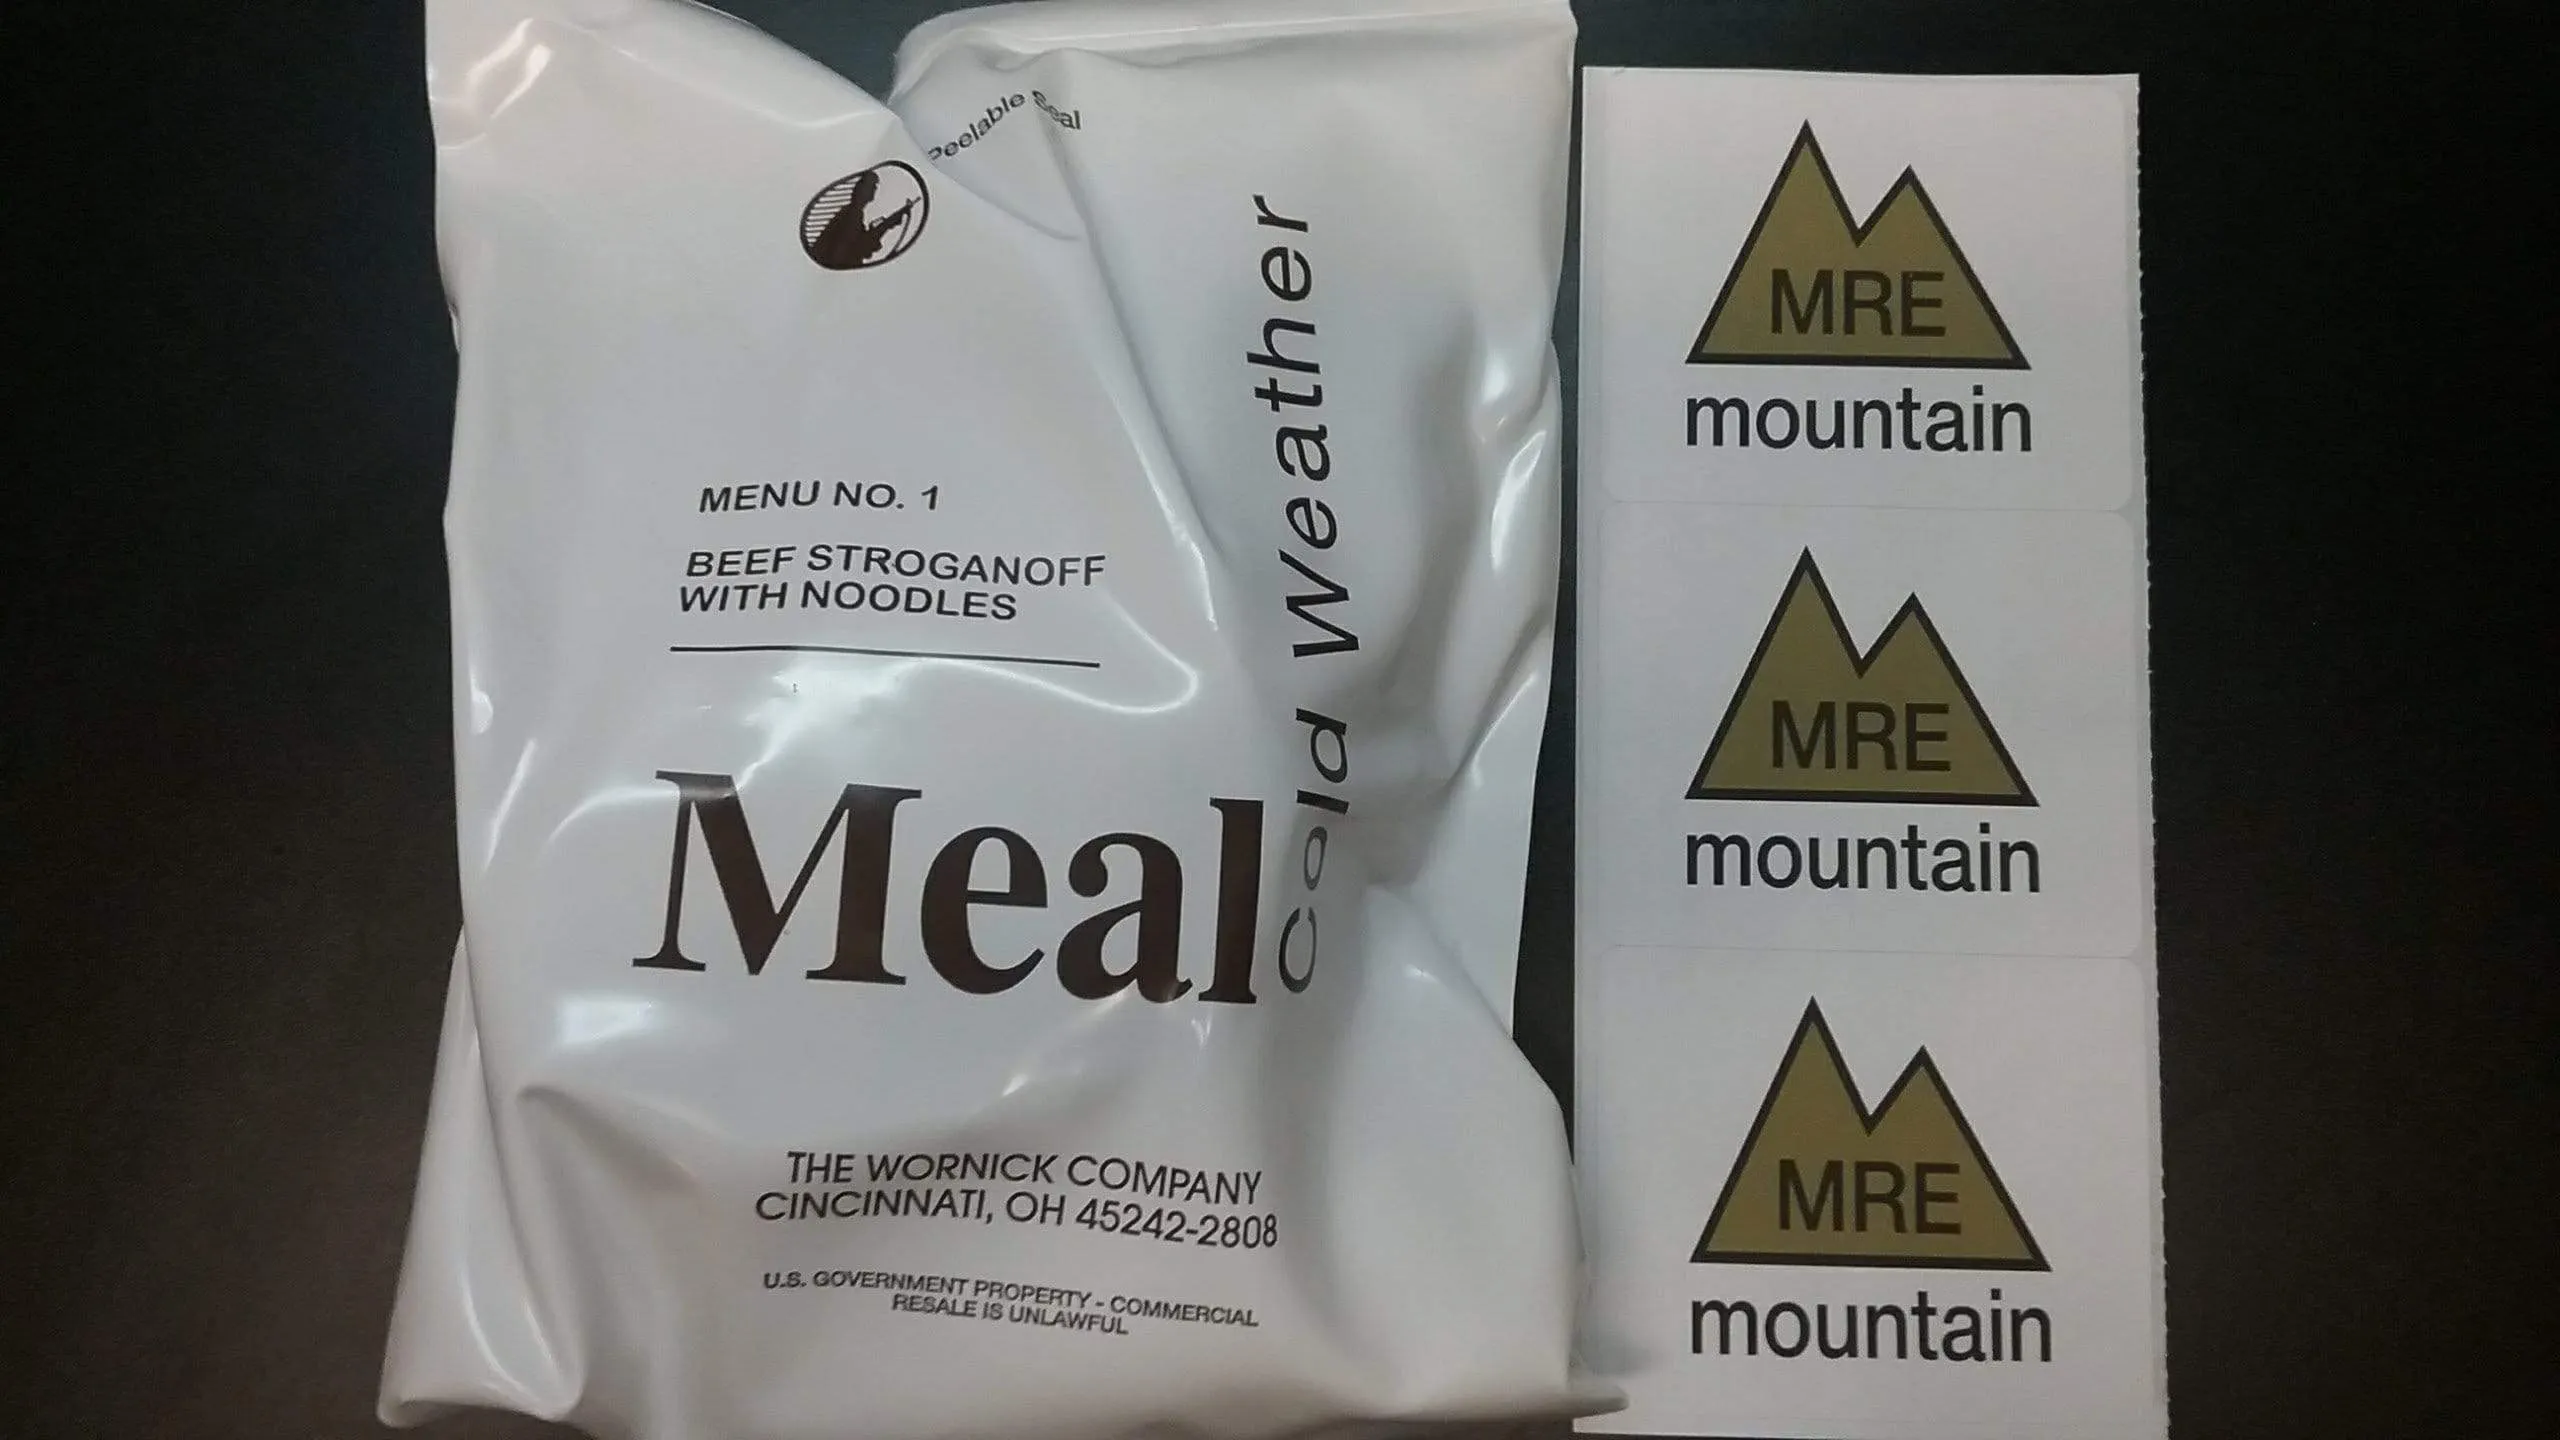 Peelable Seal
MENU NO. 1
BEEF STROGANOFF
WITH NOODLES
Meal
Cold Weather
THE WORNICK COMPANY
CINCINNATI, OH 45242-2808
U.S. GOVERNMENT PROPERTY - COMMERCIAL
RESALE IS UNLAWFUL
MRE
mountain
MRE
mountain
MRE
mountain